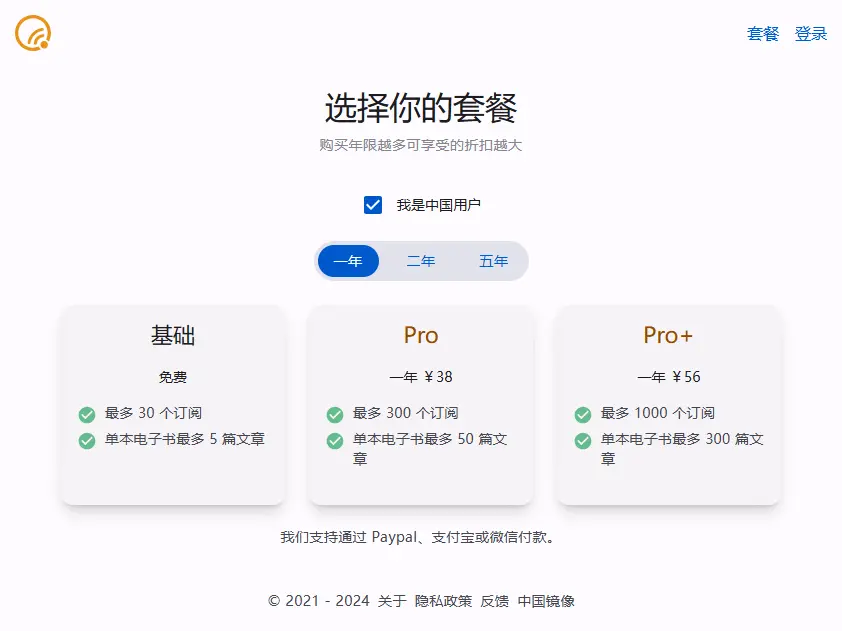 套餐 登录
选择你的套餐
购买年限越多可享受的折扣越大
我是中国用户
一年 二年 五年
基础
免费
最多 30 个订阅
单本电子书最多 5 篇文章
Pro
一年 ¥38
最多 300 个订阅
单本电子书最多 50 篇文
章
Pro+
一年 ¥56
最多 1000 个订阅
单本电子书最多 300 篇文
章
我们支持通过 Paypal、支付宝或微信付款。
© 2021 - 2024 关于 隐私政策 反馈 中国镜像